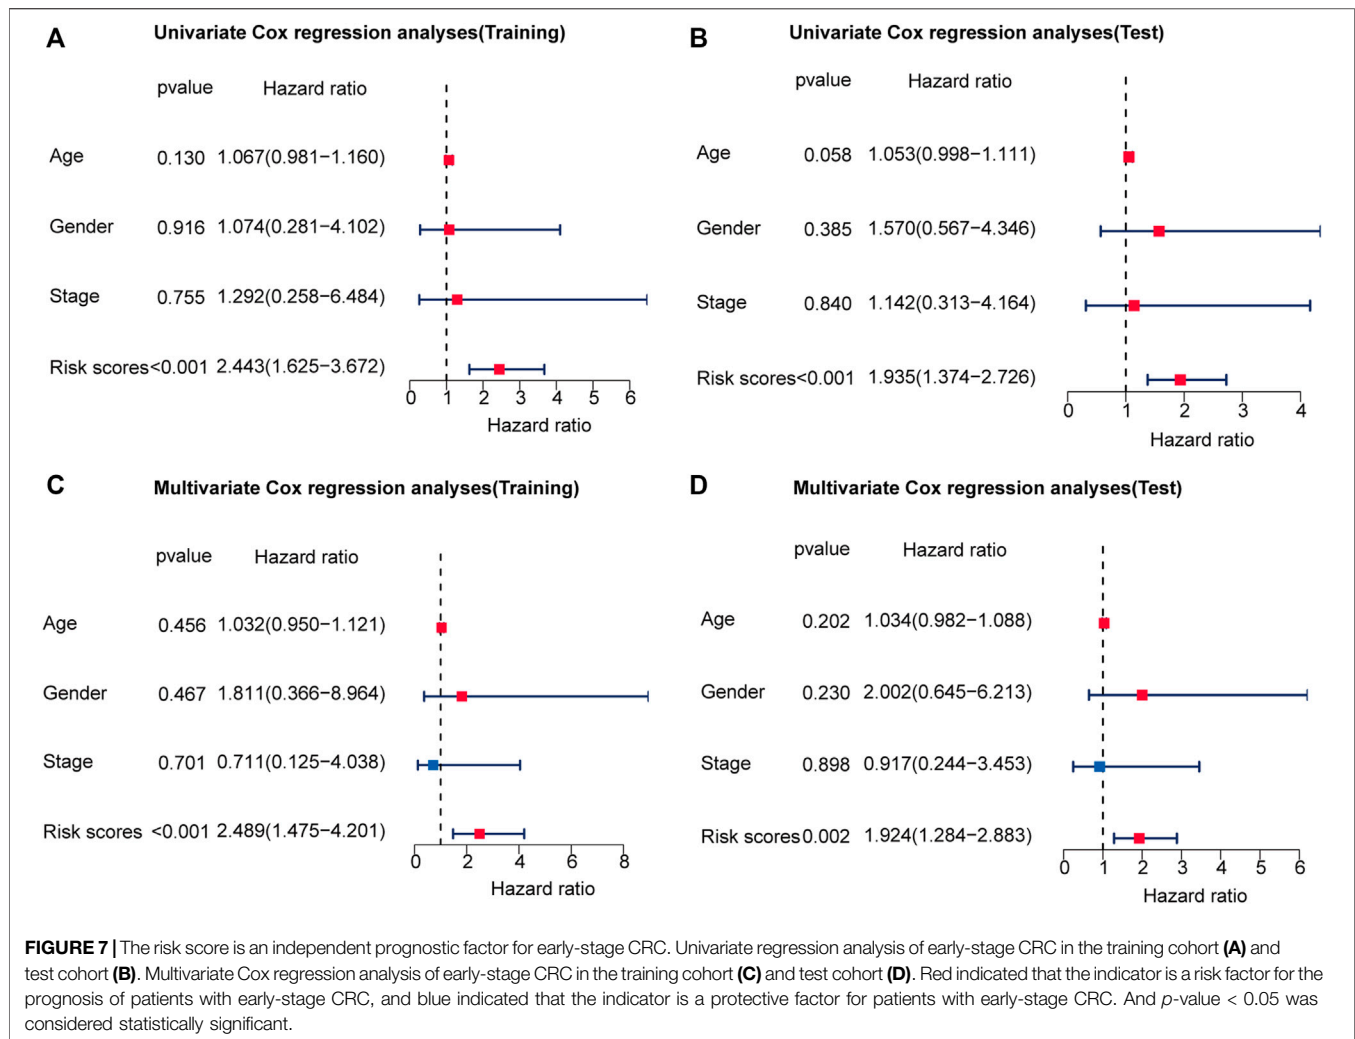 A Univariate Cox regression analyses(Training)
pvalue Hazard ratio
Age 0.130 1.067(0.981−1.160)
Gender 0.916 1.074(0.281−4.102)
Stage 0.755 1.292(0.258−6.484)
Risk scores<0.001 2.443(1.625−3.672)
0 1 2 3 4 5 6
Hazard ratio
B Univariate Cox regression analyses(Test)
pvalue Hazard ratio
Age 0.058 1.053(0.998−1.111)
Gender 0.385 1.570(0.567−4.346)
Stage 0.840 1.142(0.313−4.164)
Risk scores<0.001 1.935(1.374−2.726)
0 1 2 3 4
Hazard ratio
C Multivariate Cox regression analyses(Training)
pvalue Hazard ratio
Age 0.456 1.032(0.950−1.121)
Gender 0.467 1.811(0.366−8.964)
Stage 0.701 0.711(0.125−4.038)
Risk scores <0.001 2.489(1.475−4.201)
0 2 4 6 8
Hazard ratio
D Multivariate Cox regression analyses(Test)
pvalue Hazard ratio
Age 0.202 1.034(0.982−1.088)
Gender 0.230 2.002(0.645−6.213)
Stage 0.898 0.917(0.244−3.453)
Risk scores0.002 1.924(1.284−2.883)
0 1 2 3 4 5 6
Hazard ratio
FIGURE 7 | The risk score is an independent prognostic factor for early-stage CRC. Univariate regression analysis of early-stage CRC in the training cohort (A) and
test cohort (B). Multivariate Cox regression analysis of early-stage CRC in the training cohort (C) and test cohort (D). Red indicated that the indicator is a risk factor for the
prognosis of patients with early-stage CRC, and blue indicated that the indicator is a protective factor for patients with early-stage CRC. And p-value < 0.05 was
considered statistically significant.